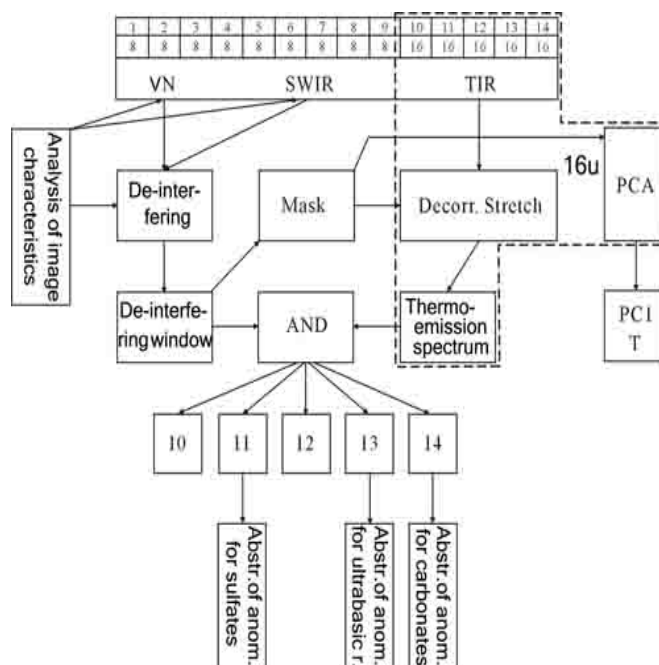 1 2 3 4 5 6 7 8 9 10 11 12 13 14
8 8 8 8 8 8 8 8 8 16 16 16 16 16
VN SWIR TIR
Analysis of image
characteristics
De-inter-
fering
Mask
Decorr. Stretch
16u
PCA
De-interfe-
ring window
AND
Thermo-
emission
spectrum
PC1
T
10 11 12 13 14
Abstr.of anom.
for sulfates
Abstr.of anom.
for ultrabasic r.
Abstr.of anom.
for carbonates